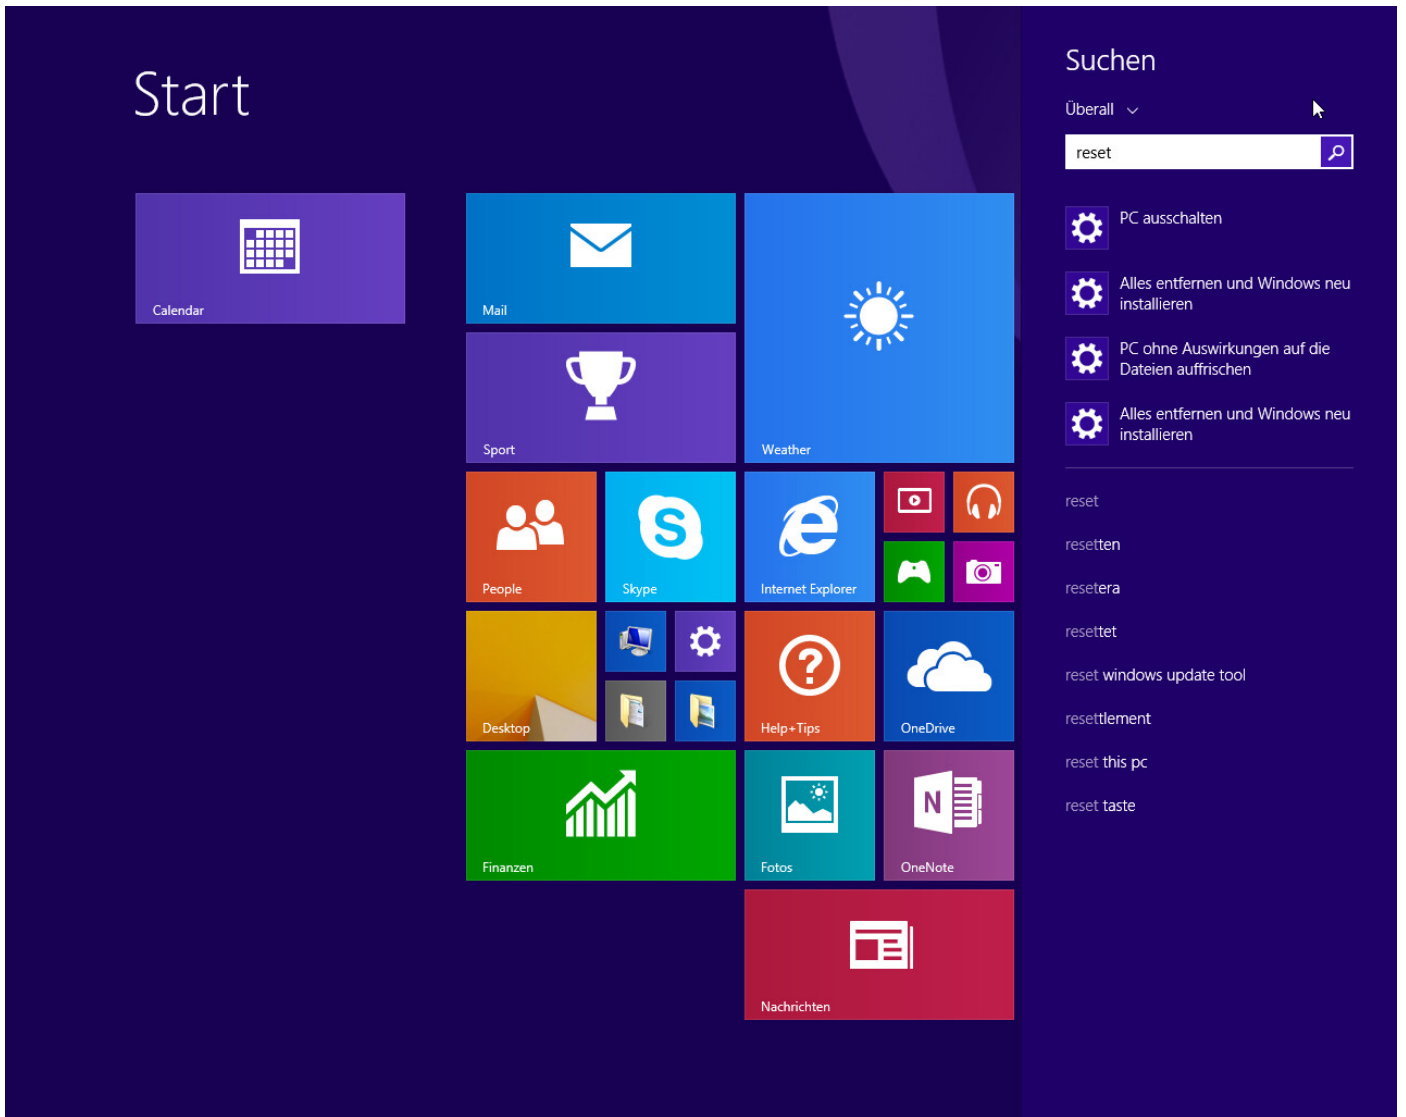 Start
Calendar
Mail
Sport
Weather
People
Skype
Internet Explorer
Desktop
Help+Tips
OneDrive
Finanzen
Fotos
N
OneNote
Nachrichten
Suchen
Überall
reset
PC ausschalten
Alles entfernen und Windows neu
installieren
PC ohne Auswirkungen auf die
Dateien auffrischen
Alles entfernen und Windows neu
installieren
reset
resetten
resetera
resettet
reset windows update tool
resettlement
reset this pc
reset taste